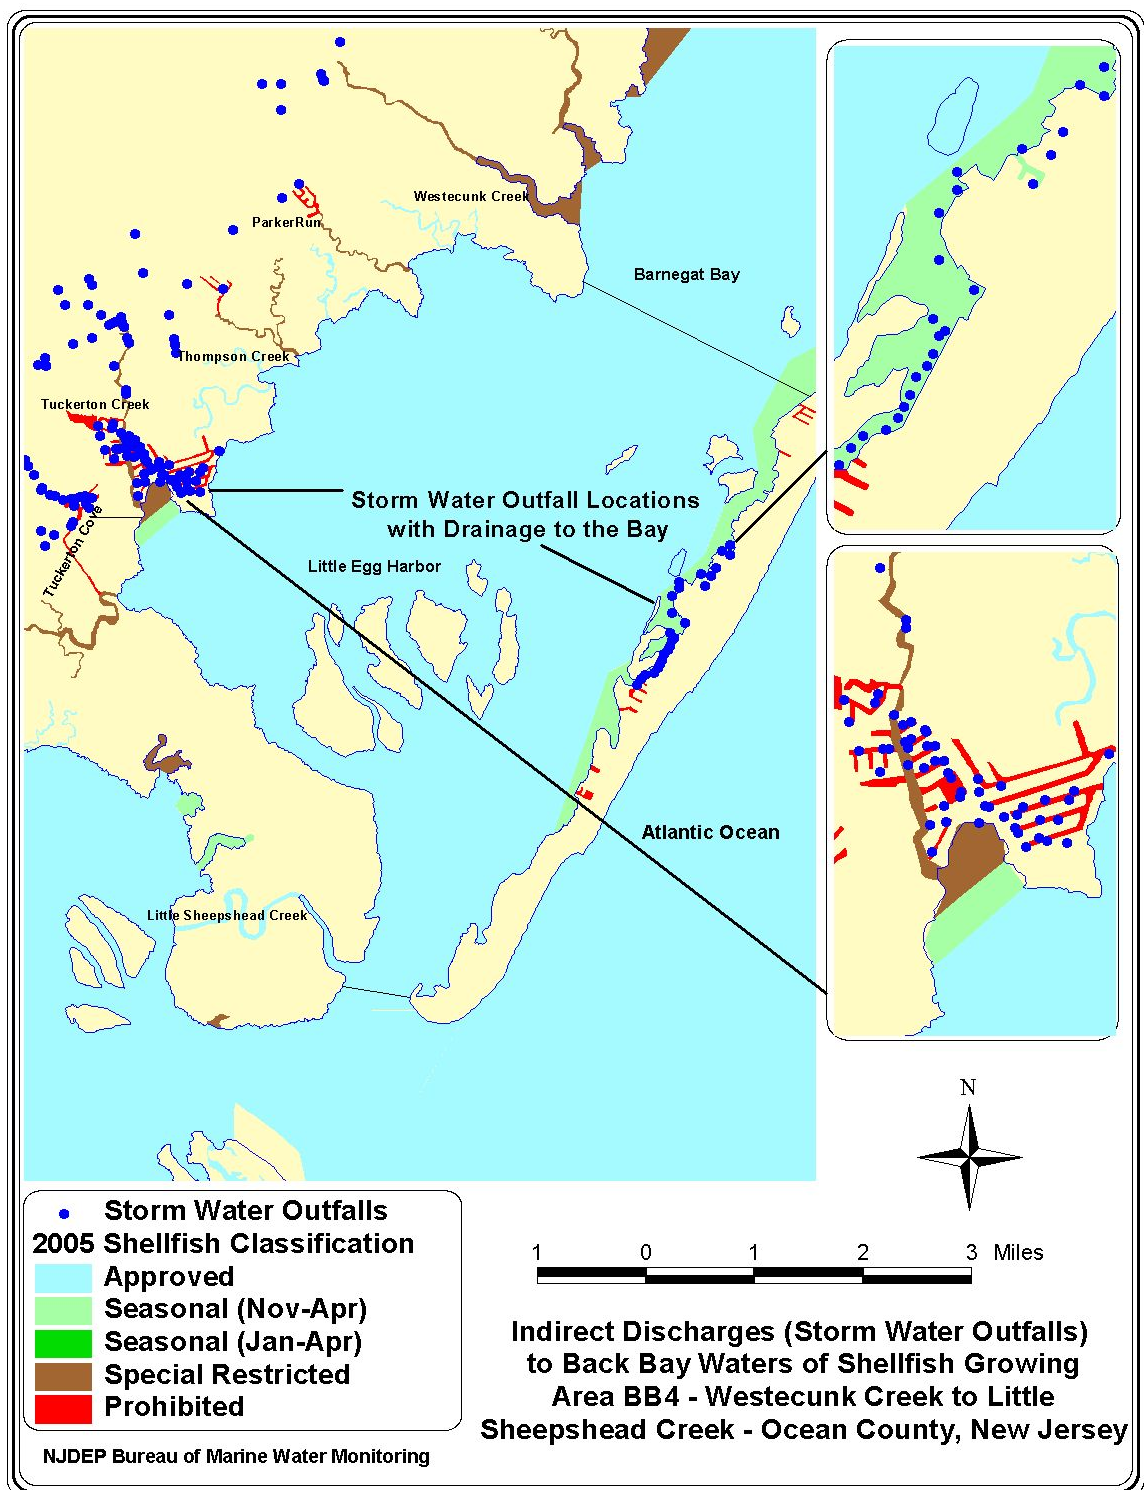 Westecunk Creek
ParkerRun
Barnegat Bay
Thompson Creek
Tuckerton Creek
Storm Water Outfall Locations
with Drainage to the Bay
Tuckerton Cove
Little Egg Harbor
Atlantic Ocean
Little Sheepshead Creek
N
Storm Water Outfalls
2005 Shellfish Classification
Approved
Seasonal (Nov-Apr)
Seasonal (Jan-Apr)
Special Restricted
Prohibited
NJDEP Bureau of Marine Water Monitoring
1 0 1 2 3 Miles
Indirect Discharges (Storm Water Outfalls)
to Back Bay Waters of Shellfish Growing
Area BB4 - Westecunk Creek to Little
Sheepshead Creek - Ocean County, New Jersey